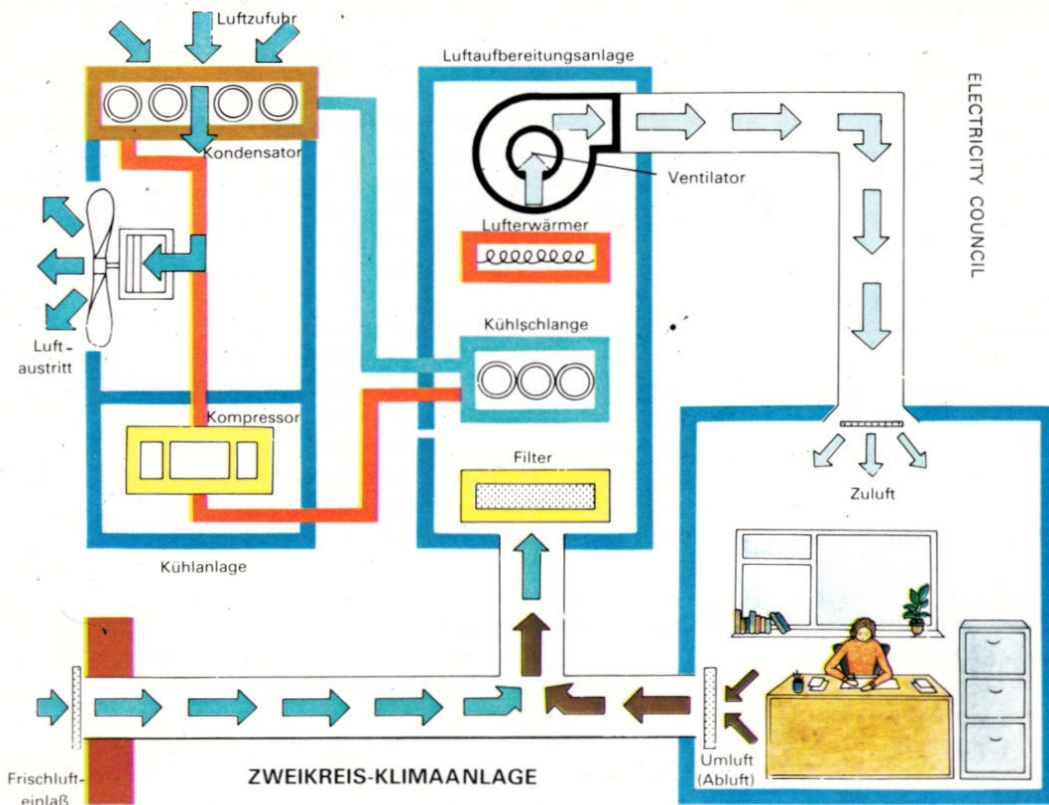 Luftzufuhr
Luftaufbereitungsanlage
ELECTRICITY COUNCIL
Kondensator
Ventilator
Lufterwärmer
Kühlschlange
Luft-
austritt
Kompressor
Filter
Zuluft
Kühlanlage
Umluft
(Abluft)
Frischluft-
einlaß
ZWEIKREIS-KLIMAANLAGE